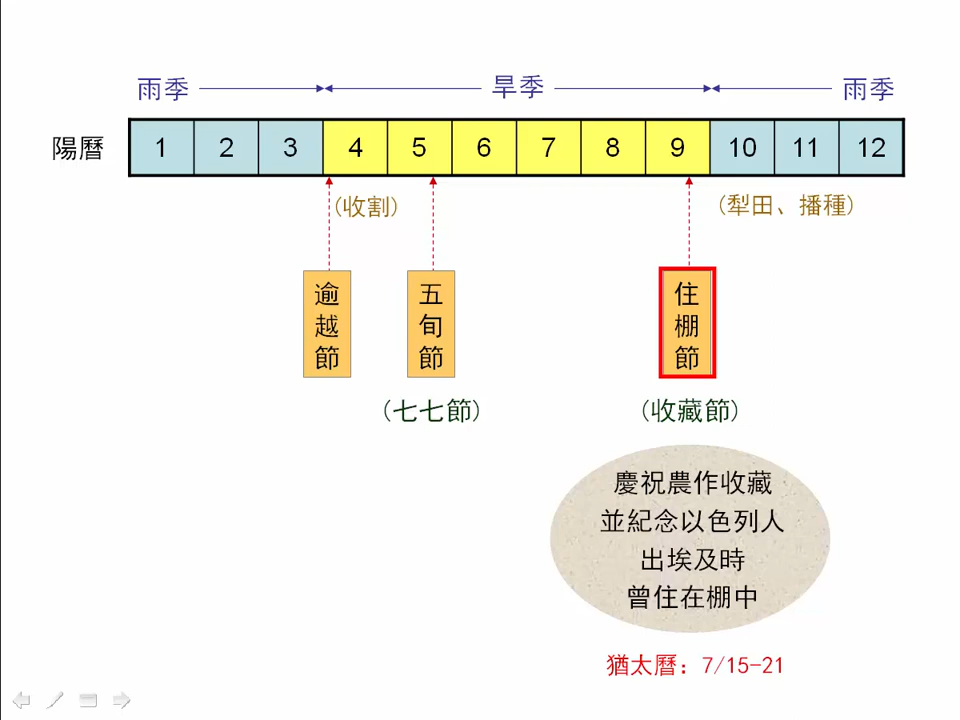 雨季 旱季 雨季
陽曆 1 2 3 4 5 6 7 8 9 10 11 12
(收割) (犁田、播種)
逾越節
五旬節
住棚節
(七七節) (收藏節)
慶祝農作收藏
並紀念以色列人
出埃及時
曾住在棚中
猶太曆：7/15-21